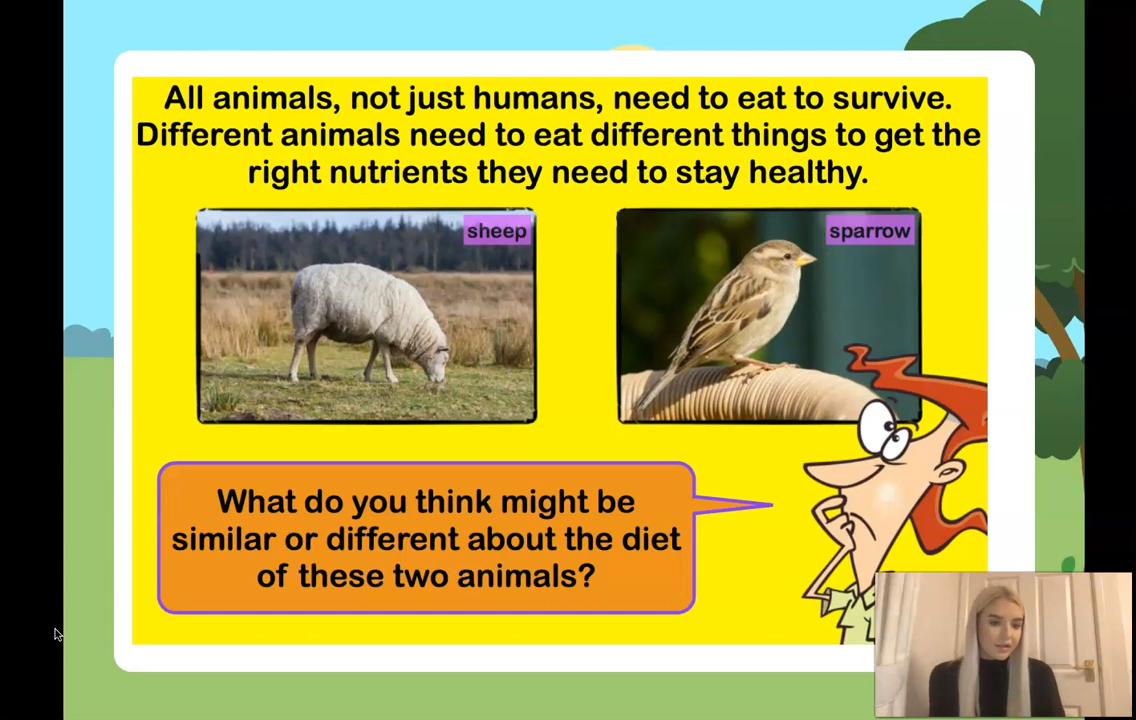 All animals, not just humans, need to eat to survive.
Different animals need to eat different things to get the
right nutrients they need to stay healthy.
sheep
sparrow
What do you think might be
similar or different about the diet
of these two animals?